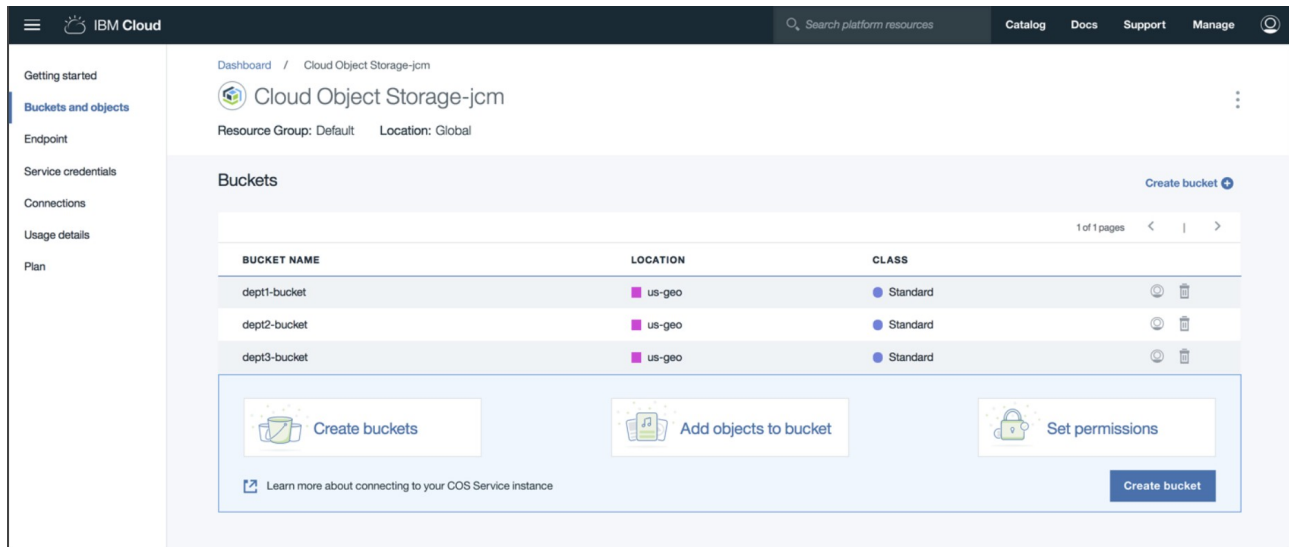 IBM Cloud
Search platform resources
Catalog Docs Support Manage
Getting started
Buckets and objects
Endpoint
Service credentials
Connections
Usage details
Plan
Dashboard / Cloud Object Storage-jcm
Cloud Object Storage-jcm
Resource Group: Default Location: Global
Buckets
Create bucket
1 of 1 pages < | >
BUCKET NAME LOCATION CLASS
dept1-bucket us-geo Standard
dept2-bucket us-geo Standard
dept3-bucket us-geo Standard
Create buckets Add objects to bucket Set permissions
Learn more about connecting to your COS Service instance
Create bucket